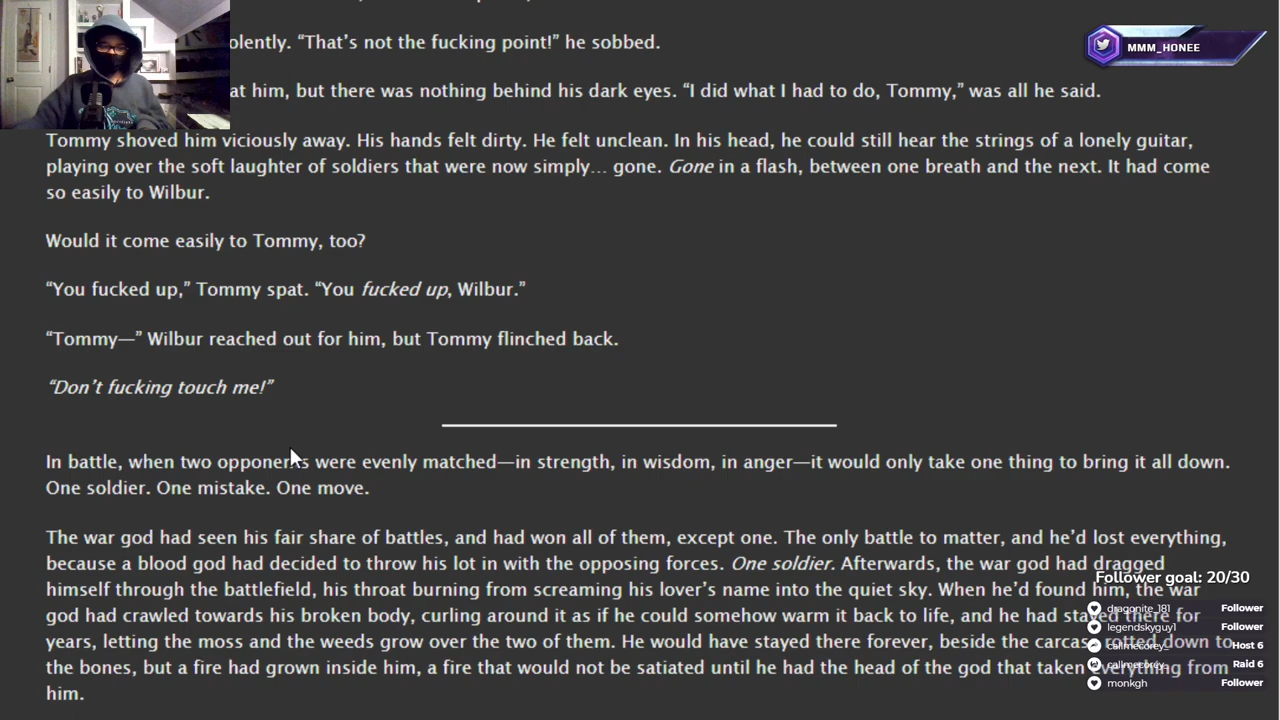 olently. “That’s not the fucking point!” he sobbed.
MMM_HONEE
at him, but there was nothing behind his dark eyes. “I did what I had to do, Tommy,” was all he said.
Tommy shoved him viciously away. His hands felt dirty. He felt unclean. In his head, he could still hear the strings of a lonely guitar,
playing over the soft laughter of soldiers that were now simply… gone. Gone in a flash, between one breath and the next. It had come
so easily to Wilbur.
Would it come easily to Tommy, too?
“You fucked up,” Tommy spat. “You fucked up, Wilbur.”
“Tommy—” Wilbur reached out for him, but Tommy flinched back.
“Don’t fucking touch me!”
In battle, when two opponents were evenly matched—in strength, in wisdom, in anger—it would only take one thing to bring it all down.
One soldier. One mistake. One move.
The war god had seen his fair share of battles, and had won all of them, except one. The only battle to matter, and he’d lost everything,
because a blood god had decided to throw his lot in with the opposing forces. One soldier. Afterwards, the war god had dragged
himself through the battlefield, his throat burning from screaming his lover’s name into the quiet sky. When he’d found him, the war
god had crawled towards his broken body, curling around it as if he could somehow warm it back to life, and he had stayed there for
years, letting the moss and the weeds grow over the two of them. He would have stayed there forever, beside the carcass rotted down to
the bones, but a fire had grown inside him, a fire that would not be satiated until he had the head of the god that taken everything from
him.
Follower goal: 20/30
dragonite_181 Follower
legendskyguy1 Follower
callmecorey_ Host 6
callmecorey_ Raid 6
monkgh Follower